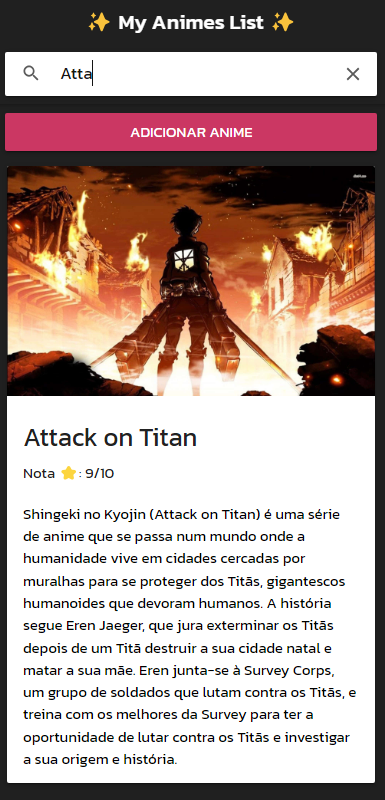 ✨ My Animes List ✨
Atta
ADICIONAR ANIME
Attack on Titan
Nota ⭐: 9/10
Shingeki no Kyojin (Attack on Titan) é uma série
de anime que se passa num mundo onde a
humanidade vive em cidades cercadas por
muralhas para se proteger dos Titãs, gigantescos
humanoides que devoram humanos. A história
segue Eren Jaeger, que jura exterminar os Titãs
depois de um Titã destruir a sua cidade natal e
matar a sua mãe. Eren junta-se à Survey Corps,
um grupo de soldados que lutam contra os Titãs, e
treina com os melhores da Survey para ter a
oportunidade de lutar contra os Titãs e investigar
a sua origem e história.